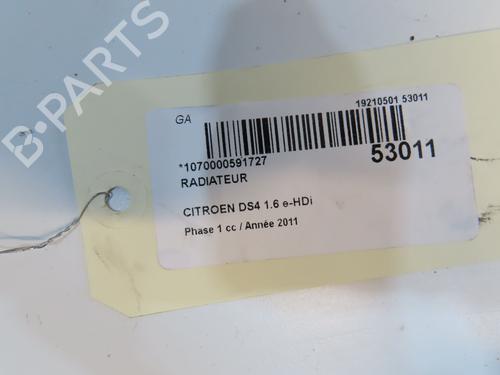 B-PARTS
GA
19210501 53011
*1070000591727
53011
RADIATEUR
CITROEN DS4 1.6 e-HDi
Phase 1 cc / Année 2011